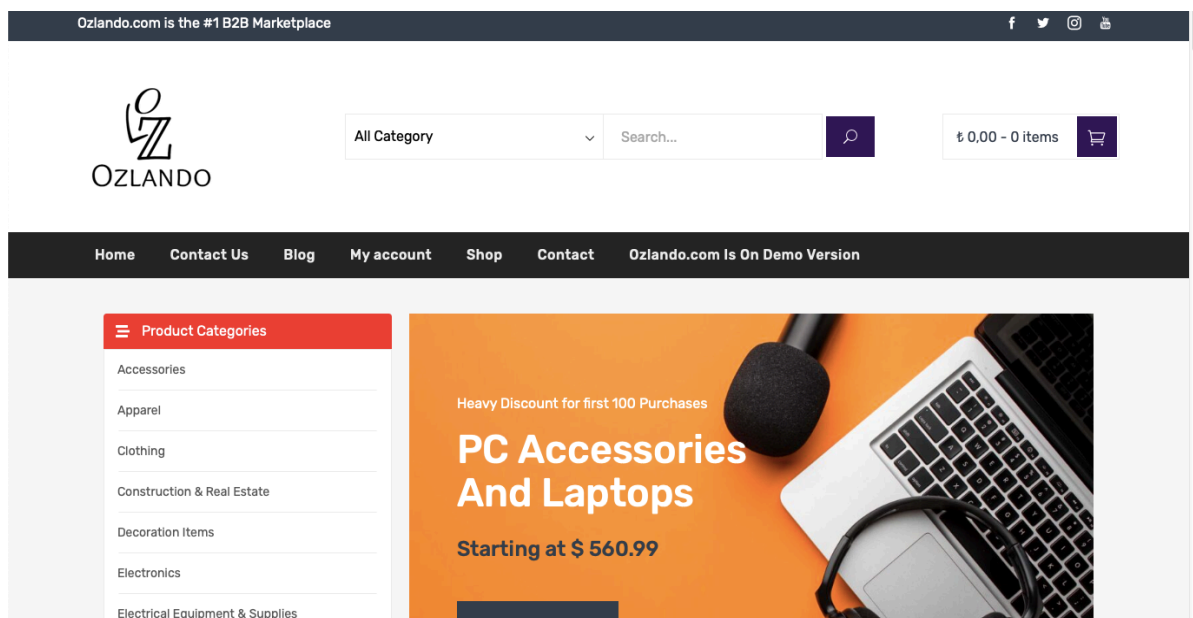 Ozlando.com is the #1 B2B Marketplace
OZ
OZLANDO
All Category
Search...
₺ 0,00 - 0 items
Home Contact Us Blog My account Shop Contact Ozlando.com Is On Demo Version
Product Categories
Accessories
Apparel
Clothing
Construction & Real Estate
Decoration Items
Electronics
Electrical Equipment & Supplies
Heavy Discount for first 100 Purchases
PC Accessories
And Laptops
Starting at $ 560.99